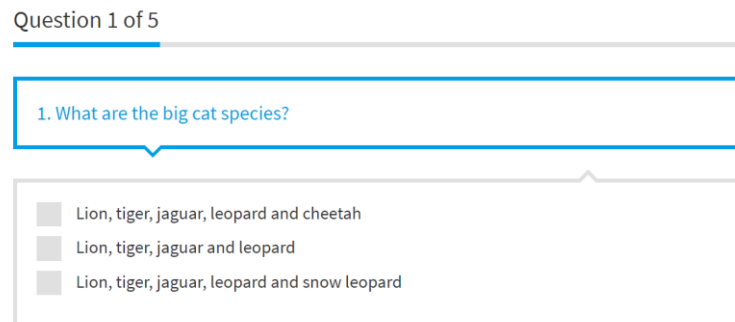 Question 1 of 5
1. What are the big cat species?
Lion, tiger, jaguar, leopard and cheetah
Lion, tiger, jaguar and leopard
Lion, tiger, jaguar, leopard and snow leopard